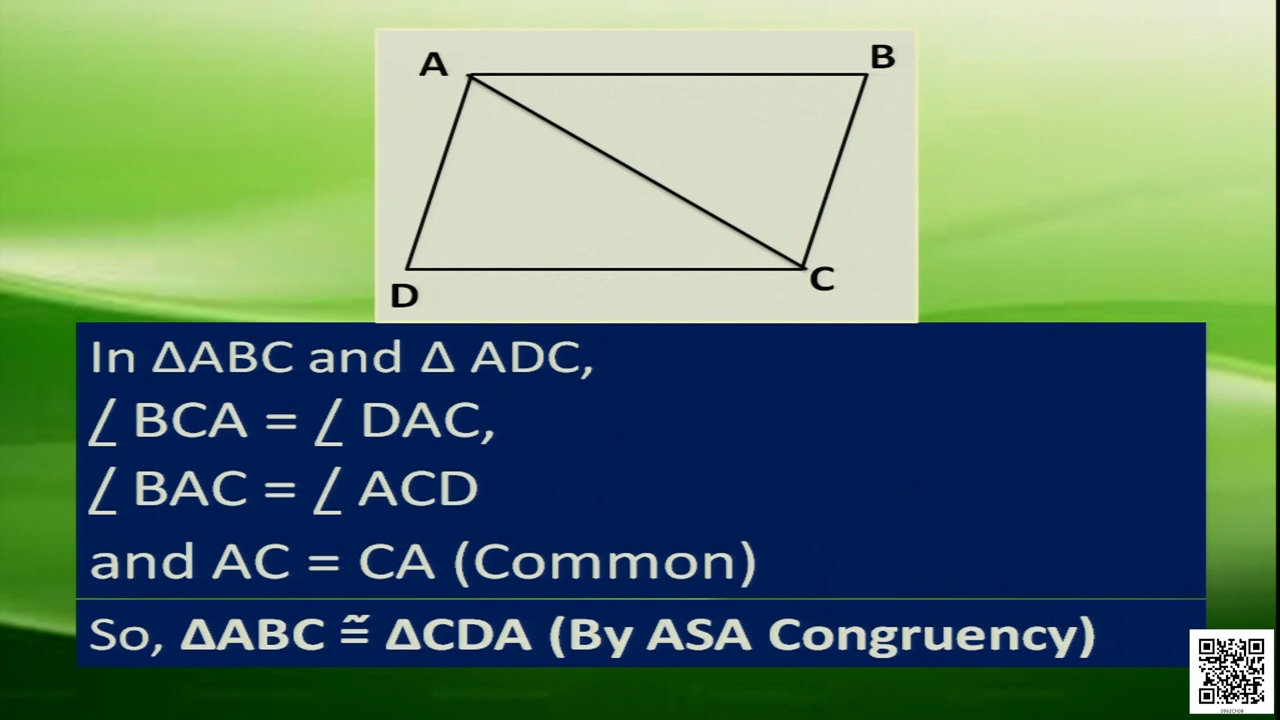 A
B
D
C
In ΔABC and Δ ADC,
∠ BCA = ∠ DAC,
∠ BAC = ∠ ACD
and AC = CA (Common)
So, ΔABC ≅ ΔCDA (By ASA Congruency)